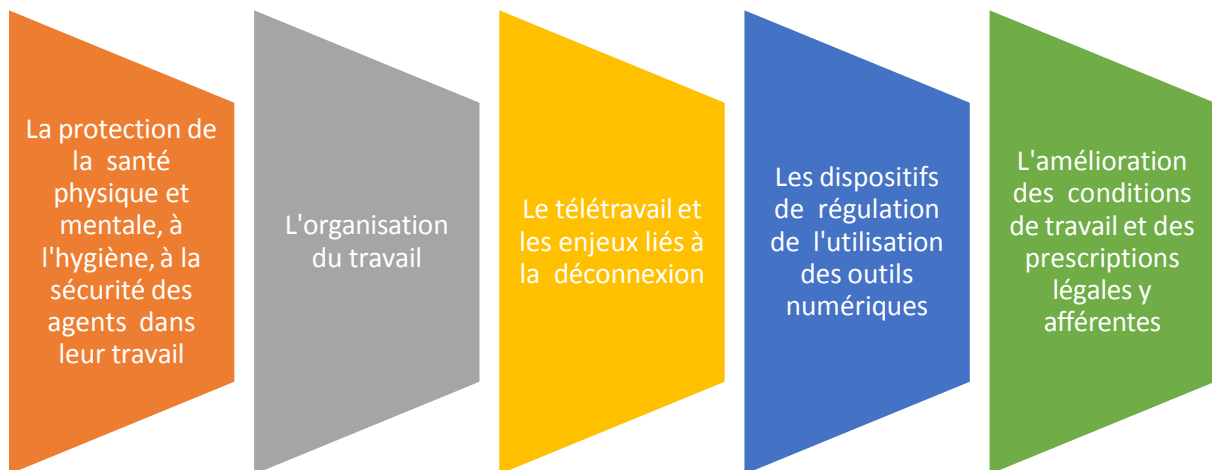 La protection de
la santé
physique et
mentale, à
l'hygiène, à la
sécurité des
agents dans
leur travail
L'organisation
du travail
Le télétravail et
les enjeux liés à
la déconnexion
Les dispositifs
de régulation
de l'utilisation
des outils
numériques
L'amélioration
des conditions
de travail et des
prescriptions
légales y
afférentes